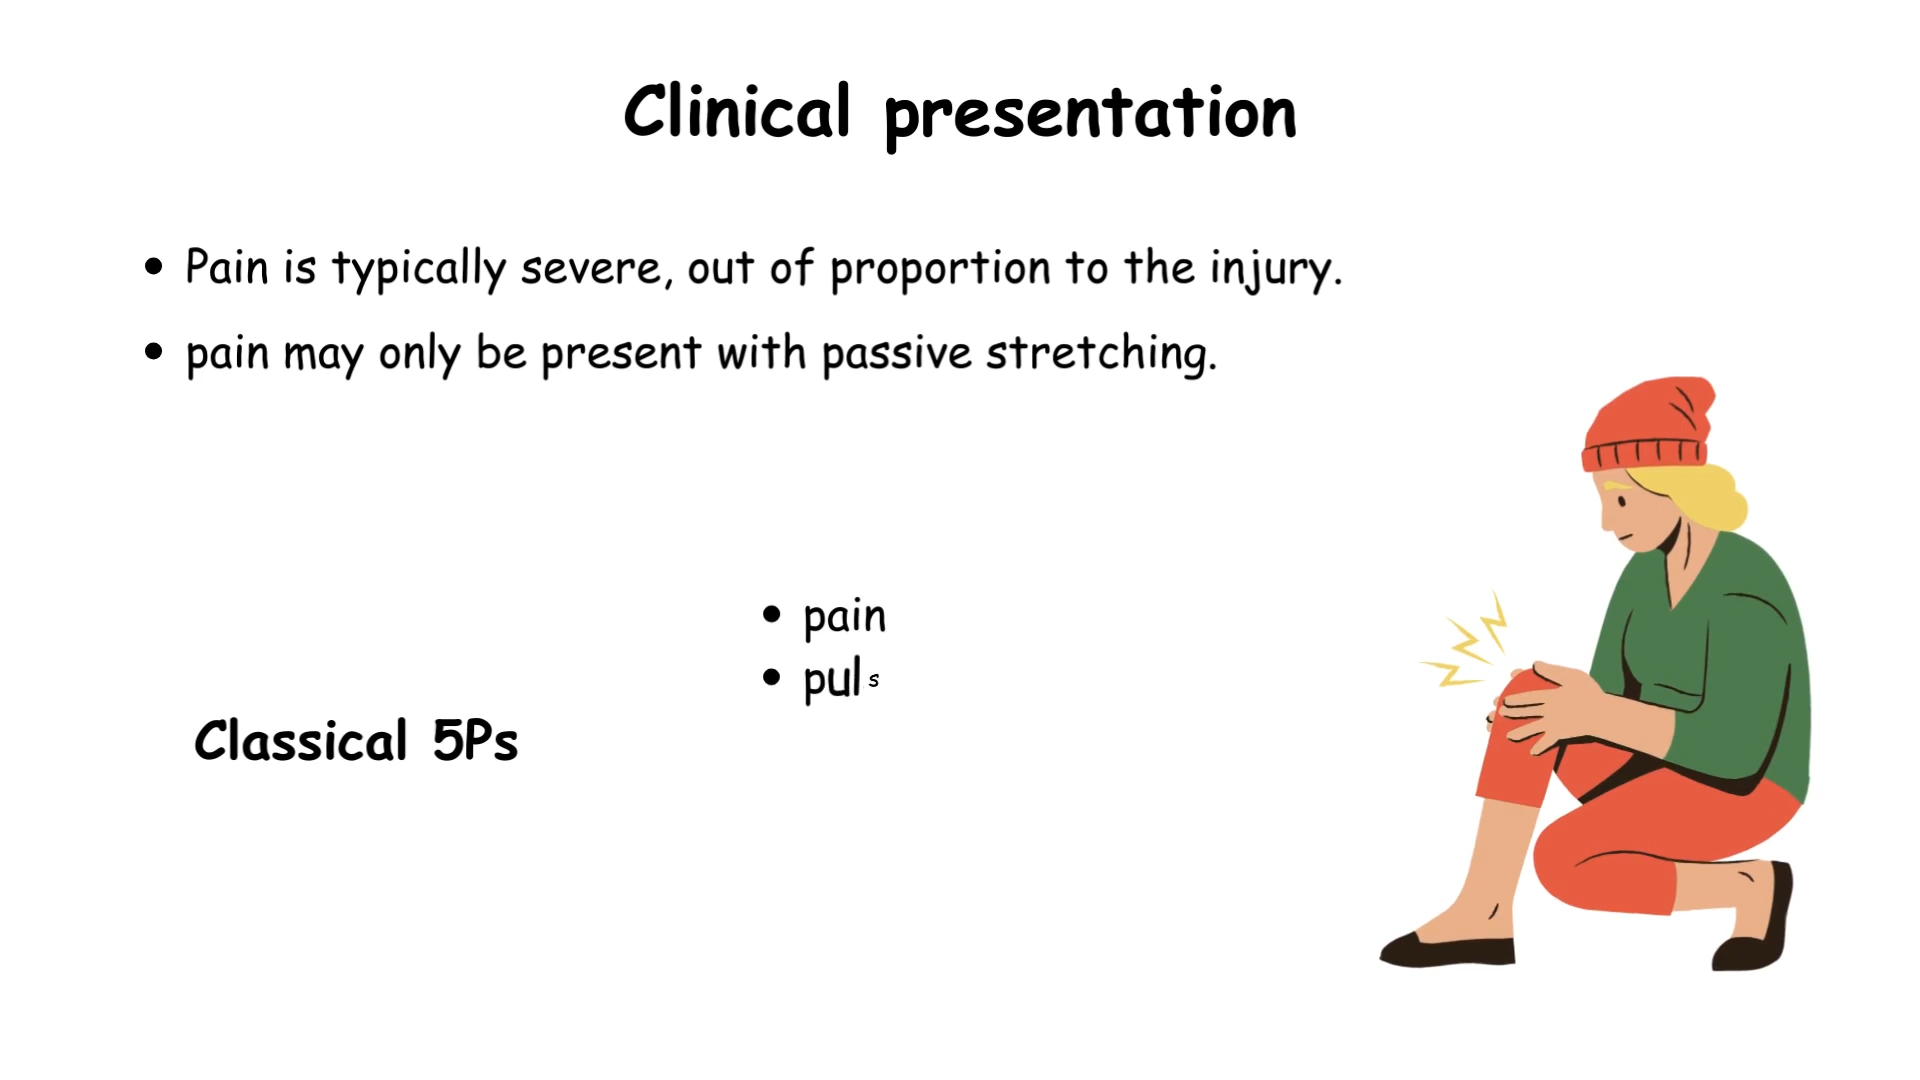 Clinical presentation
• Pain is typically severe, out of proportion to the injury.
• pain may only be present with passive stretching.
• pain
• puls
Classical 5Ps